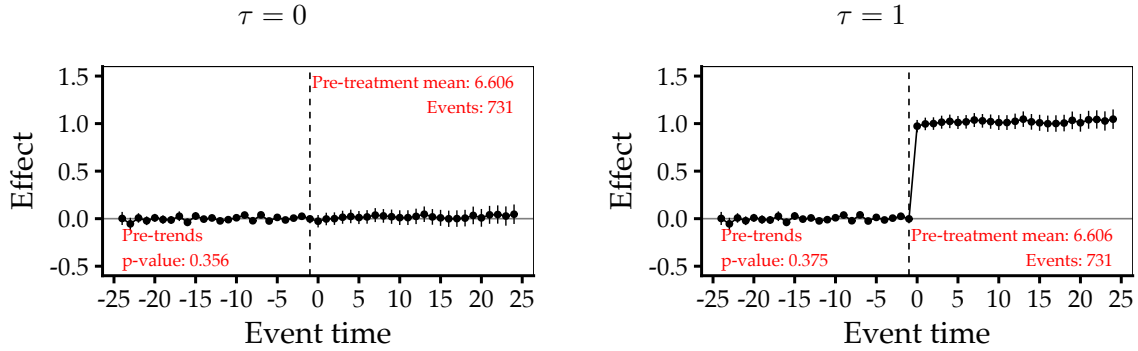 τ = 0
1.5
1.0
0.5
0.0
-0.5
Effect
Pre-treatment mean: 6.606
Events: 731
Pre-trends
p-value: 0.356
-25 -20 -15 -10 -5 0 5 10 15 20 25
Event time
τ = 1
1.5
1.0
0.5
0.0
-0.5
Effect
Pre-trends
p-value: 0.375
Pre-treatment mean: 6.606
Events: 731
-25 -20 -15 -10 -5 0 5 10 15 20 25
Event time